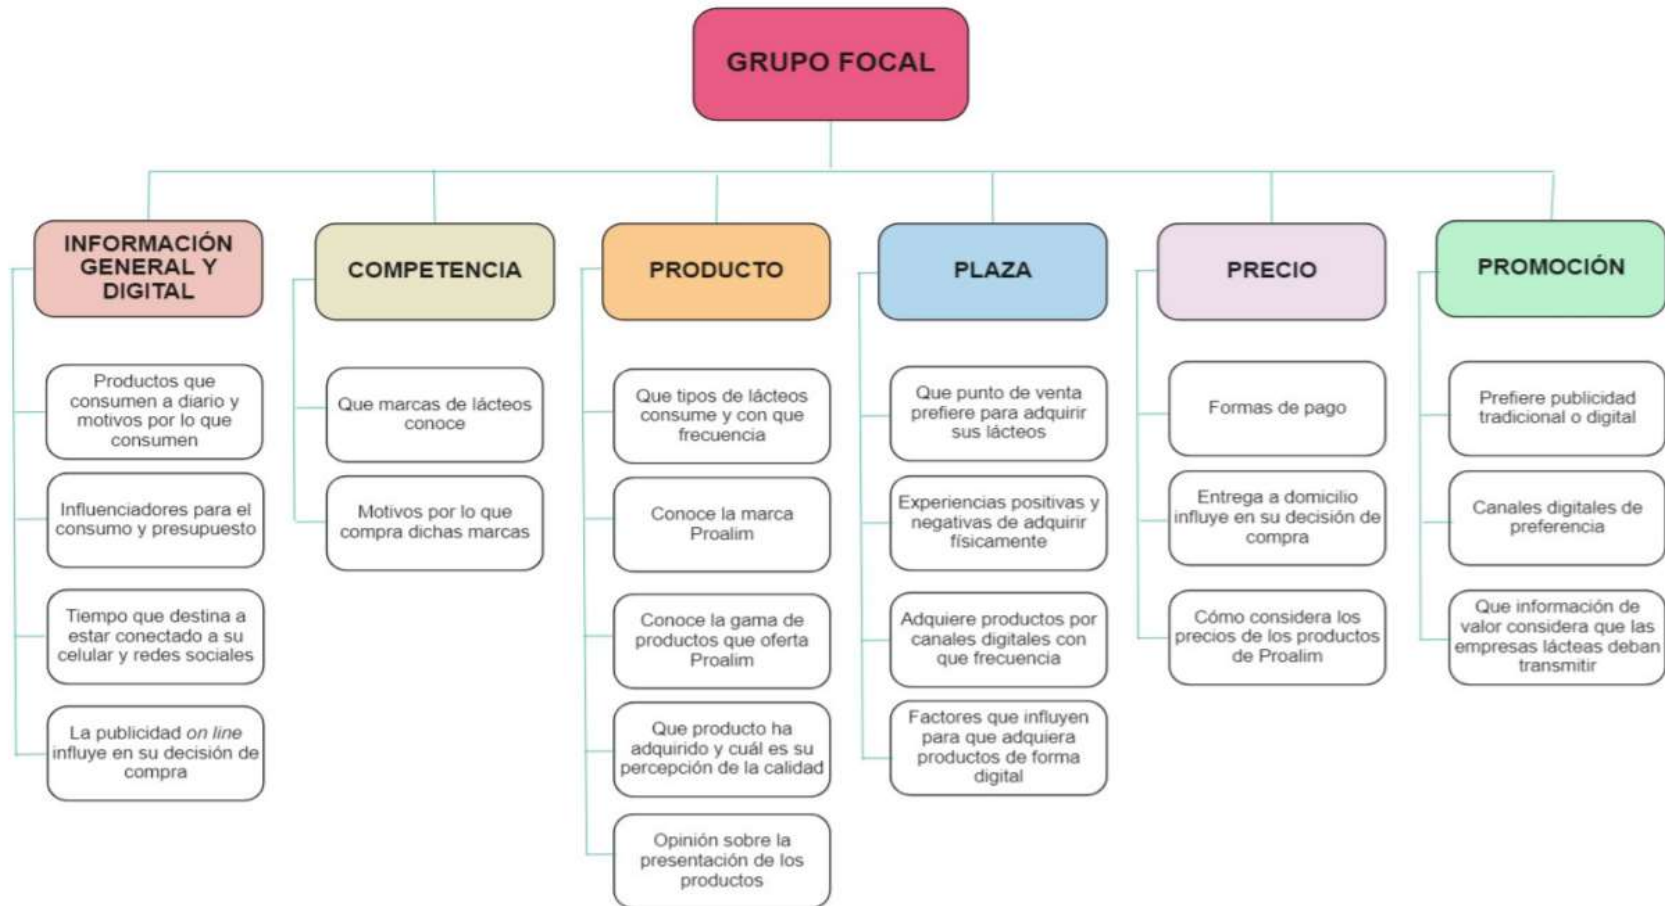 GRUPO FOCAL
INFORMACIÓN
GENERAL Y
DIGITAL
Productos que
consumen a diario y
motivos por lo que
consumen
Influenciadores para el
consumo y presupuesto
Tiempo que destina a
estar conectado a su
celular y redes sociales
La publicidad on line
influye en su decisión de
compra
COMPETENCIA
Que marcas de lácteos
conoce
Motivos por lo que
compra dichas marcas
PRODUCTO
Que tipos de lácteos
consume y con que
frecuencia
Conoce la marca
Proalim
Conoce la gama de
productos que oferta
Proalim
Que producto ha
adquirido y cuál es su
percepción de la calidad
Opinión sobre la
presentación de los
productos
PLAZA
Que punto de venta
prefiere para adquirir
sus lácteos
Experiencias positivas y
negativas de adquirir
físicamente
Adquiere productos por
canales digitales con
que frecuencia
Factores que influyen
para que adquiera
productos de forma
digital
PRECIO
Formas de pago
Entrega a domicilio
influye en su decisión de
compra
Cómo considera los
precios de los productos
de Proalim
PROMOCIÓN
Prefiere publicidad
tradicional o digital
Canales digitales de
preferencia
Que información de
valor considera que las
empresas lácteas deban
transmitir